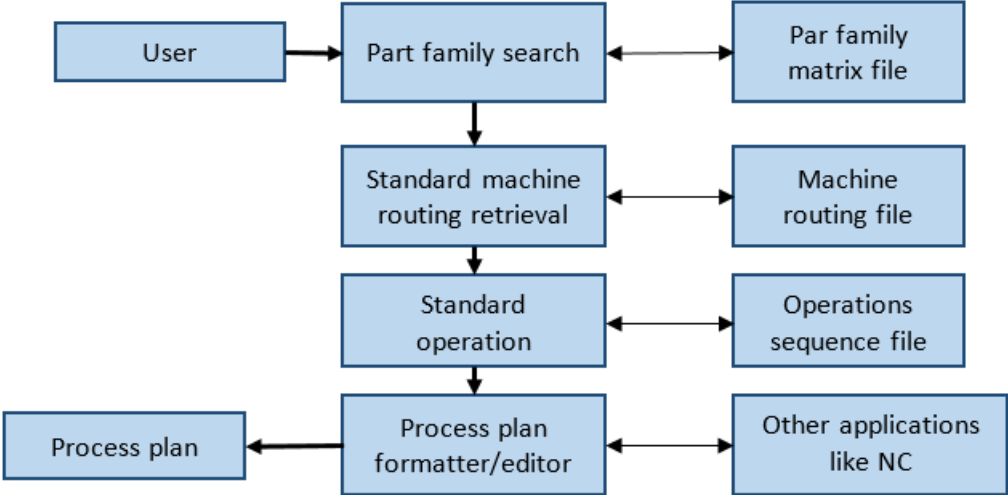 User
Part family search
Par family
matrix file
Standard machine
routing retrieval
Machine
routing file
Standard
operation
Operations
sequence file
Process plan
Process plan
formatter/editor
Other applications
like NC